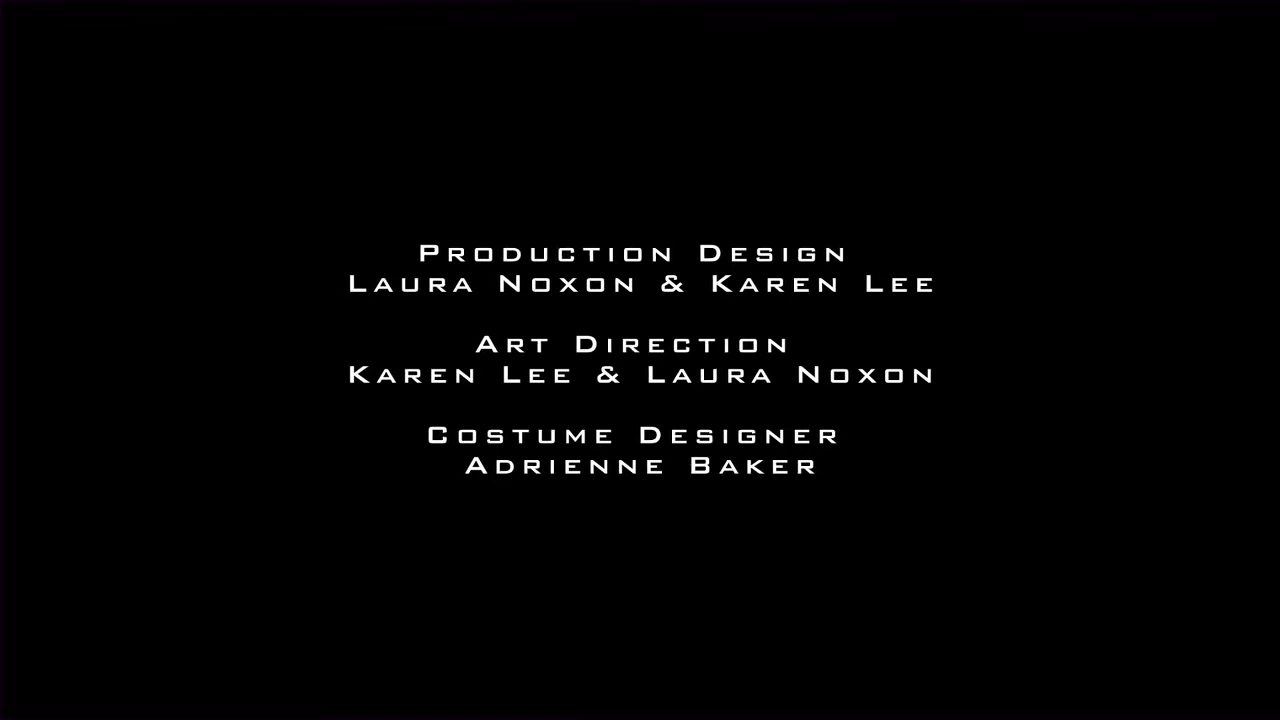 Production Design
Laura Noxon & Karen Lee
Art Direction
Karen Lee & Laura Noxon
Costume Designer
Adrienne Baker